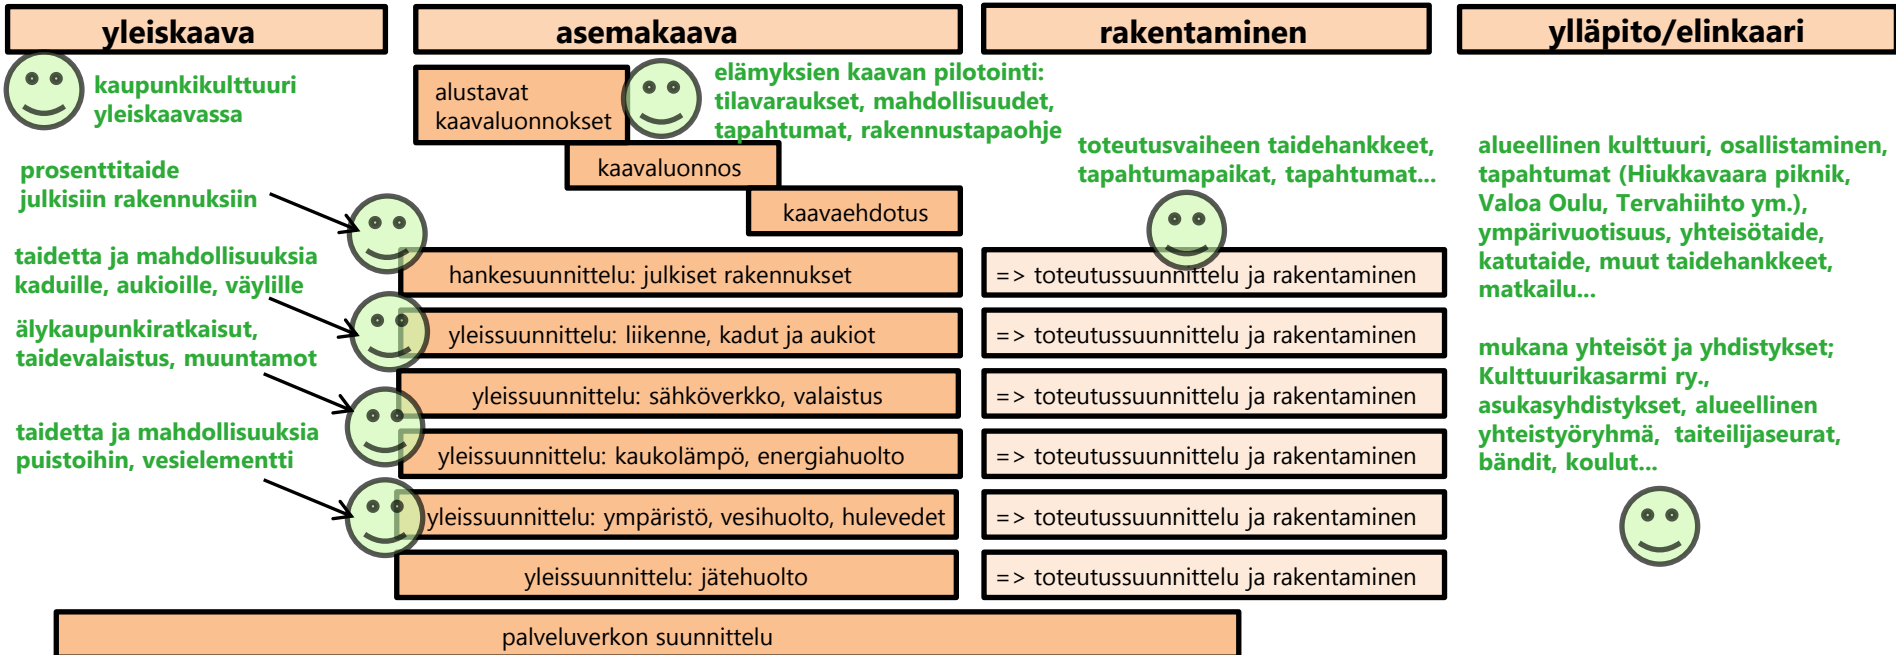 yleiskaava
asemakaava
rakentaminen
ylläpito/elinkaari
kaupunkikulttuuri
yleiskaavassa
alustavat
kaavaluonnokset
elämyksien kaavan pilotointi:
tilavaraukset, mahdollisuudet,
tapahtumat, rakennustapaohje
kaavaluonnos
kaavaehdotus
toteutusvaiheen taidehankkeet,
tapahtumapaikat, tapahtumat...
prosenttitaide
julkisiin rakennuksiin
taidetta ja mahdollisuuksia
kaduille, aukioille, väylille
älykaupunkiratkaisut,
taidevalaistus, muuntamot
taidetta ja mahdollisuuksia
puistoihin, vesielementti
hankesuunnittelu: julkiset rakennukset
=> toteutussuunnittelu ja rakentaminen
yleissuunnittelu: liikenne, kadut ja aukiot
=> toteutussuunnittelu ja rakentaminen
yleissuunnittelu: sähköverkko, valaistus
=> toteutussuunnittelu ja rakentaminen
yleissuunnittelu: kaukolämpö, energiahuolto
=> toteutussuunnittelu ja rakentaminen
yleissuunnittelu: ympäristö, vesihuolto, hulevedet
=> toteutussuunnittelu ja rakentaminen
yleissuunnittelu: jätehuolto
=> toteutussuunnittelu ja rakentaminen
alueellinen kulttuuri, osallistaminen,
tapahtumat (Hiukkavaara piknik,
Valoa Oulu, Tervahiihto ym.),
ympärivuotisuus, yhteisötaide,
katutaide, muut taidehankkeet,
matkailu...
mukana yhteisöt ja yhdistykset;
Kulttuurikasarmi ry.,
asukasyhdistykset, alueellinen
yhteistyöryhmä, taiteilijaseurat,
bändit, koulut...
palveluverkon suunnittelu